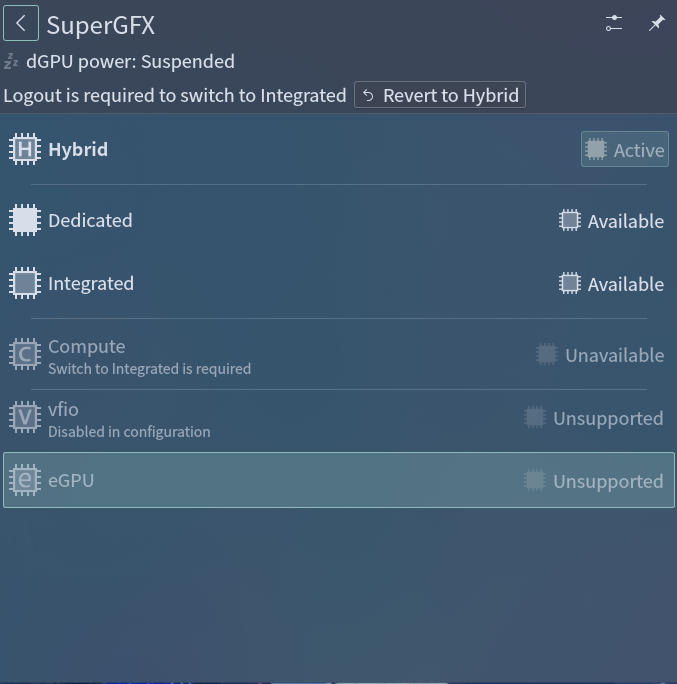 SuperGFX
dGPU power: Suspended
Logout is required to switch to Integrated Revert to Hybrid
H Hybrid Active
Dedicated Available
Integrated Available
C Compute Unavailable
Switch to Integrated is required
V vfio Unsupported
Disabled in configuration
e eGPU Unsupported